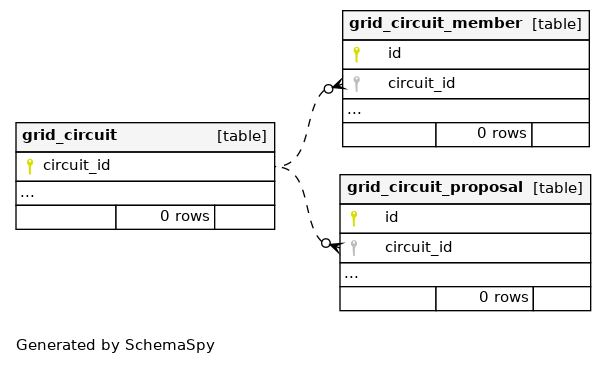 grid_circuit_member [table]
id
circuit_id
...
0 rows
grid_circuit [table]
circuit_id
...
0 rows
grid_circuit_proposal [table]
id
circuit_id
...
0 rows
Generated by SchemaSpy